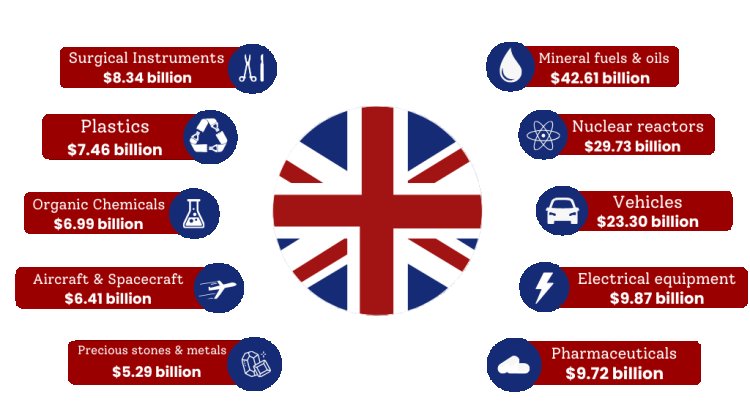 Surgical Instruments
$8.34 billion
Plastics
$7.46 billion
Organic Chemicals
$6.99 billion
Aircraft & Spacecraft
$6.41 billion
Precious stones & metals
$5.29 billion
Mineral fuels & oils
$42.61 billion
Nuclear reactors
$29.73 billion
Vehicles
$23.30 billion
Electrical equipment
$9.87 billion
Pharmaceuticals
$9.72 billion